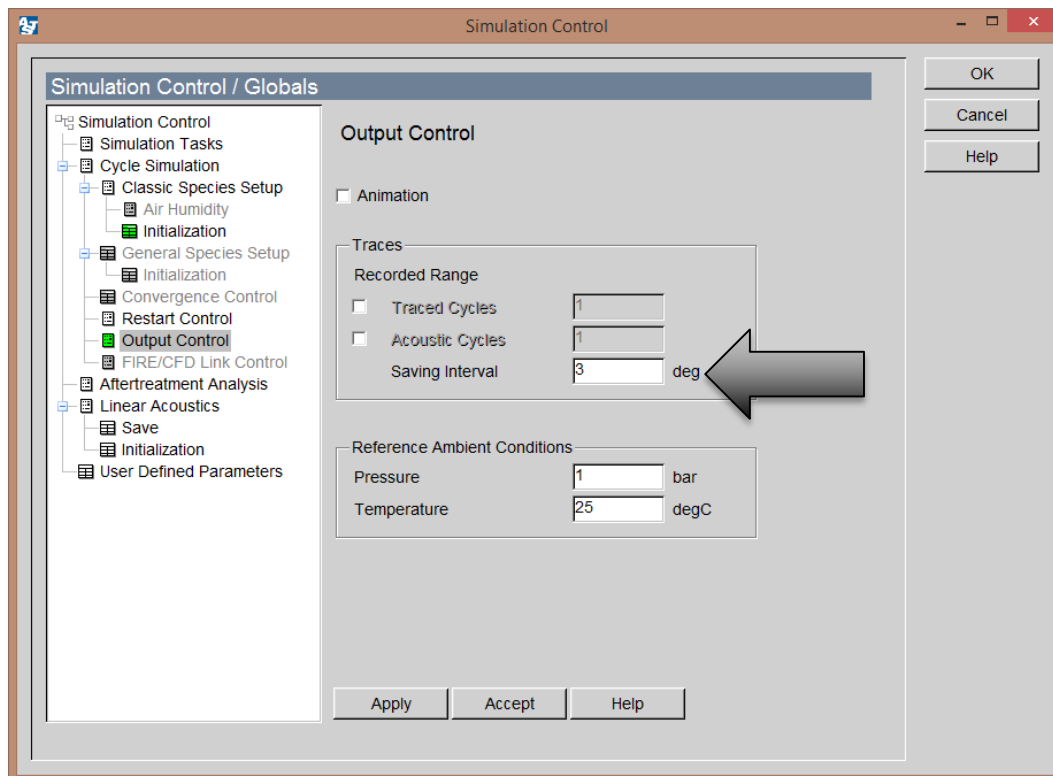 Simulation Control
OK
Cancel
Help
Simulation Control / Globals
Simulation Control
Simulation Tasks
Cycle Simulation
Classic Species Setup
Air Humidity
Initialization
General Species Setup
Initialization
Convergence Control
Restart Control
Output Control
FIRE/CFD Link Control
Aftertreatment Analysis
Linear Acoustics
Save
Initialization
User Defined Parameters
Output Control
Animation
Traces
Recorded Range
Traced Cycles 1
Acoustic Cycles 1
Saving Interval 3 deg
Reference Ambient Conditions
Pressure 1 bar
Temperature 25 degC
Apply Accept Help